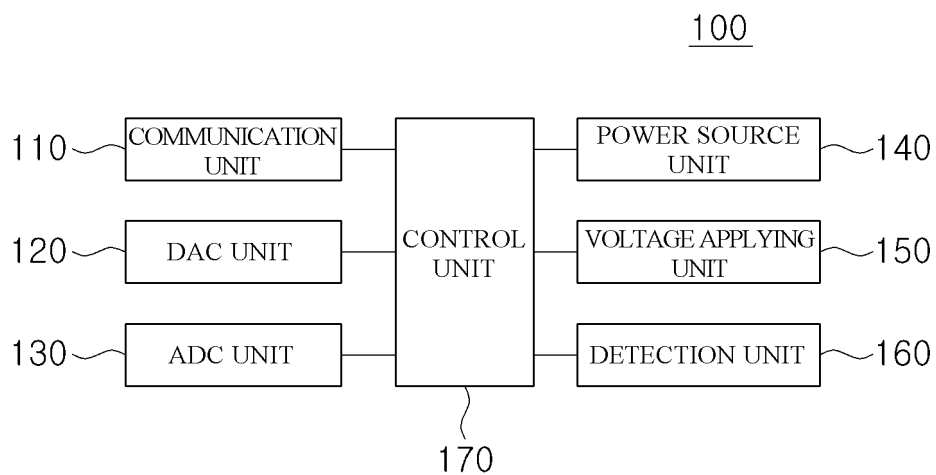 100
110
COMMUNICATION
UNIT
120
DAC UNIT
130
ADC UNIT
CONTROL
UNIT
170
POWER SOURCE
UNIT
140
VOLTAGE APPLYING
UNIT
150
DETECTION UNIT
160